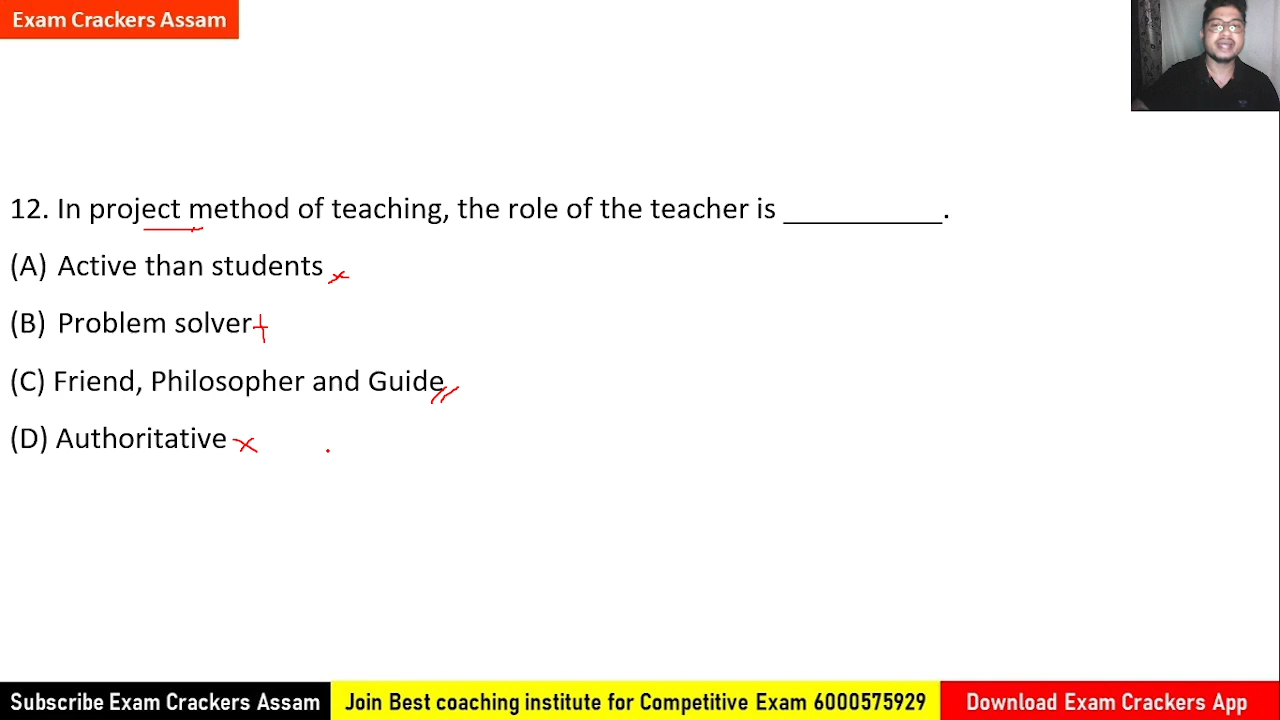 Exam Crackers Assam
12. In project method of teaching, the role of the teacher is __________.
(A) Active than students
(B) Problem solver
(C) Friend, Philosopher and Guide
(D) Authoritative
Subscribe Exam Crackers Assam
Join Best coaching institute for Competitive Exam 6000575929
Download Exam Crackers App